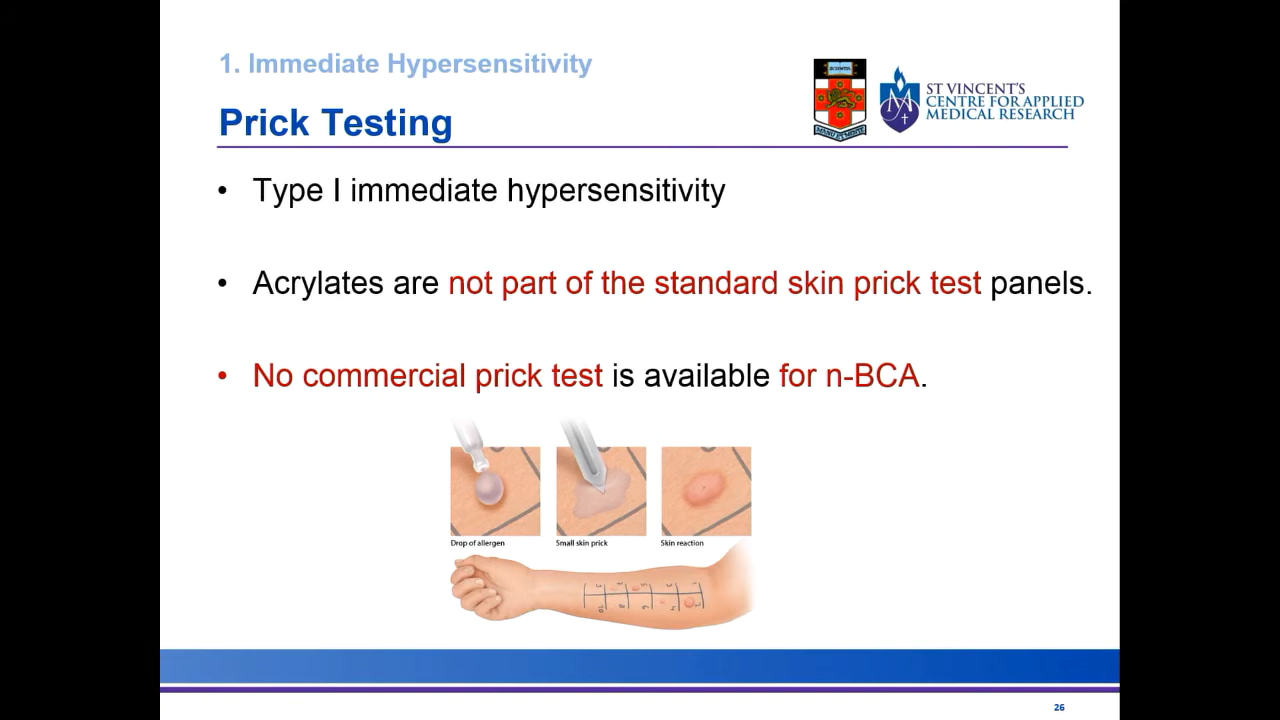 1. Immediate Hypersensitivity
Prick Testing
ST VINCENT'S
CENTRE FOR APPLIED
MEDICAL RESEARCH
• Type I immediate hypersensitivity
• Acrylates are not part of the standard skin prick test panels.
• No commercial prick test is available for n-BCA.
Drop of allergen
Small skin prick
Skin reaction
26